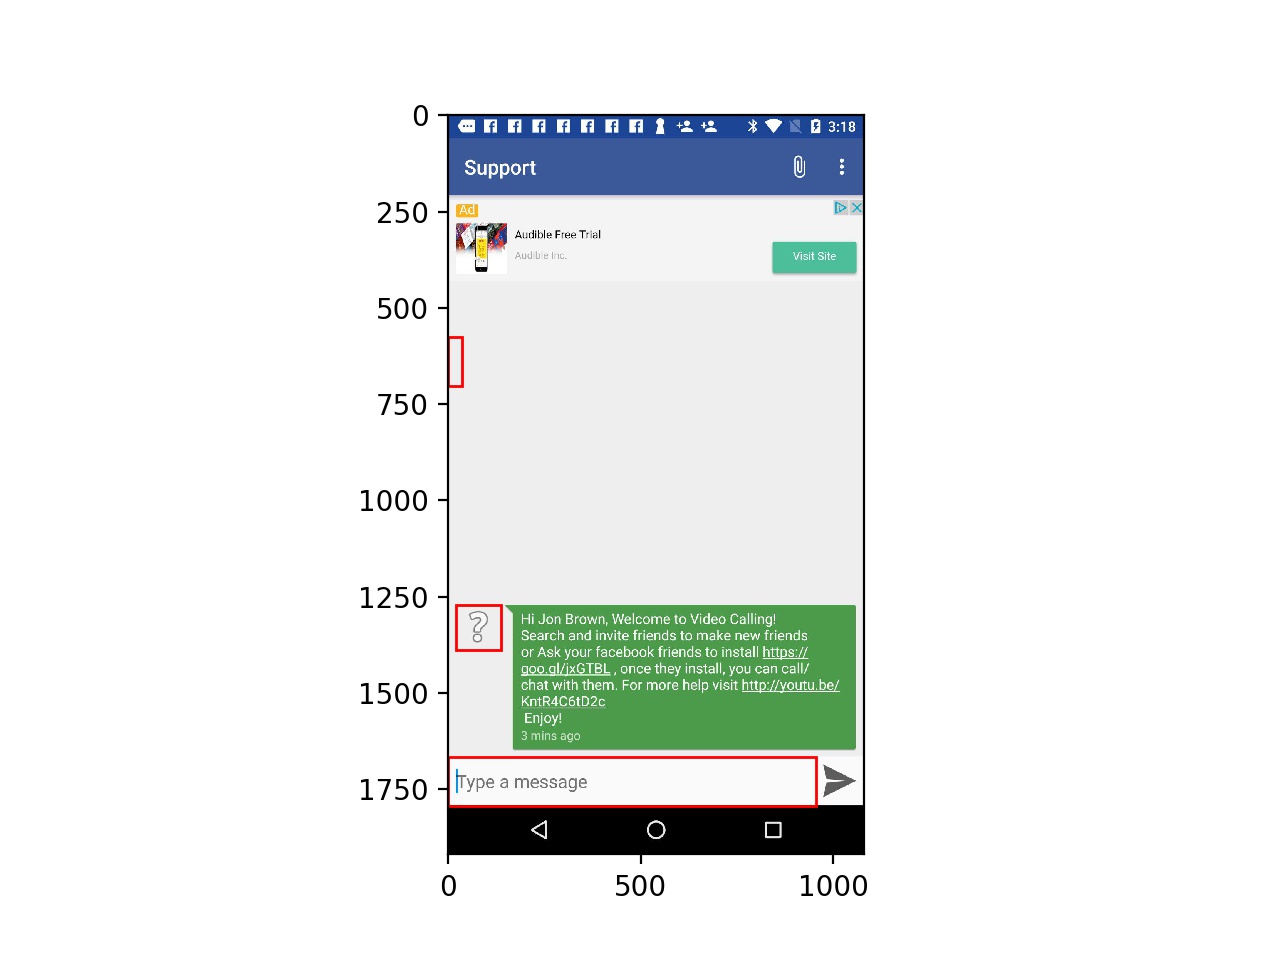 0
3:18
Support
250
Ad
Audible Free Trial
Audible Inc.
Visit Site
500
750
1000
1250
Hi Jon Brown, Welcome to Video Calling!
Search and invite friends to make new friends
or Ask your facebook friends to install https://
goo.gl/jxGTBL , once they install, you can call/
chat with them. For more help visit http://youtu.be/
KntR4C6tD2c
Enjoy!
3 mins ago
1500
Type a message
1750
0 500 1000